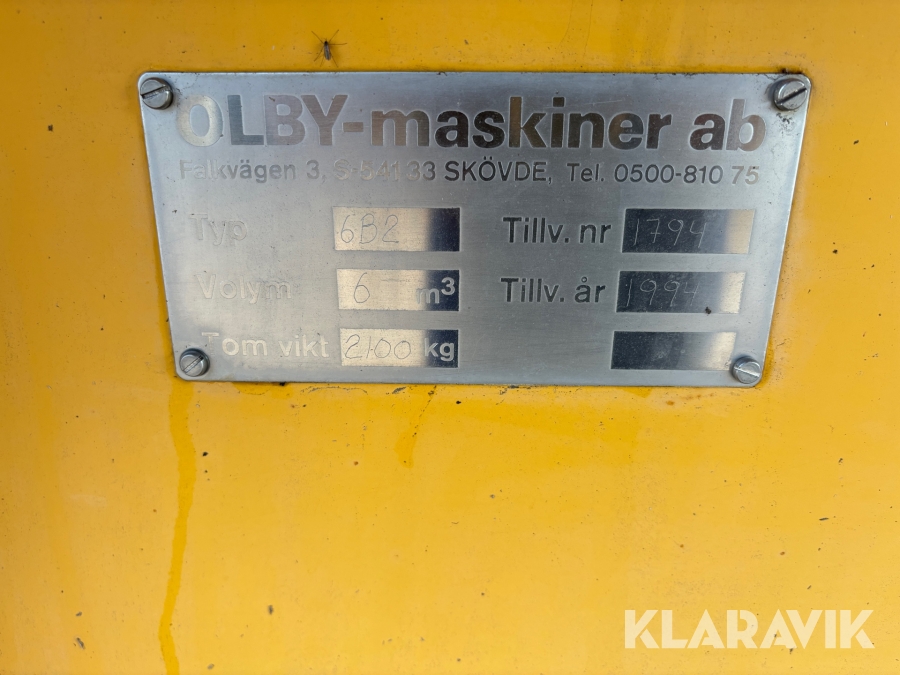 OLBY-maskiner ab
Falkvägen 3, S-541 33 SKÖVDE, Tel. 0500-810 75
Typ 6B2 Tillv. nr 1794
Volym 6 m³ Tillv. år 1994
Tom vikt 2100 kg
KLARAVIK